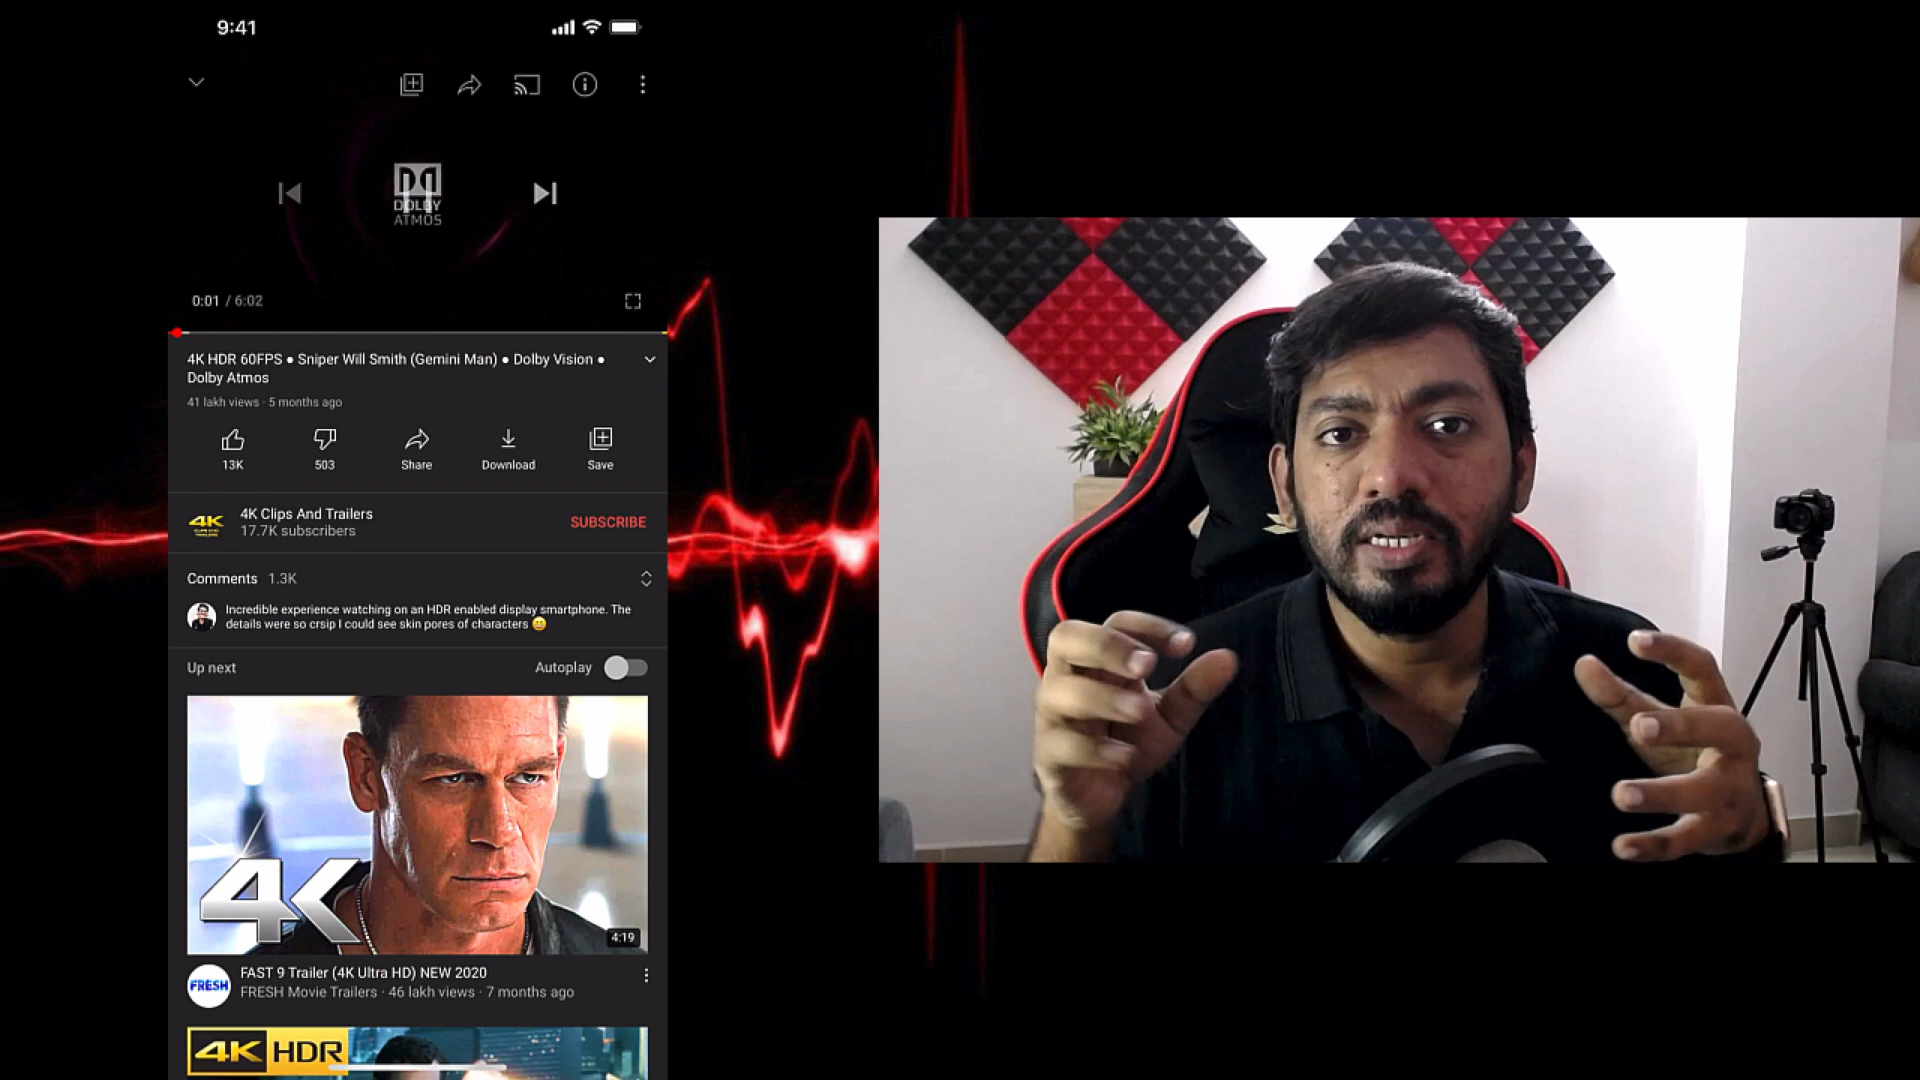 9:41
DOLBY
ATMOS
0:01 / 6:02
4K HDR 60FPS ● Sniper Will Smith (Gemini Man) ● Dolby Vision ●
Dolby Atmos
41 lakh views · 5 months ago
13K
503
Share
Download
Save
4K
4K Clips And Trailers
17.7K subscribers
SUBSCRIBE
Comments 1.3K
Incredible experience watching on an HDR enabled display smartphone. The
details were so crsip I could see skin pores of characters 😄
Up next
Autoplay
4K
4:19
FRESH
FAST 9 Trailer (4K Ultra HD) NEW 2020
FRESH Movie Trailers · 46 lakh views · 7 months ago
4K HDR